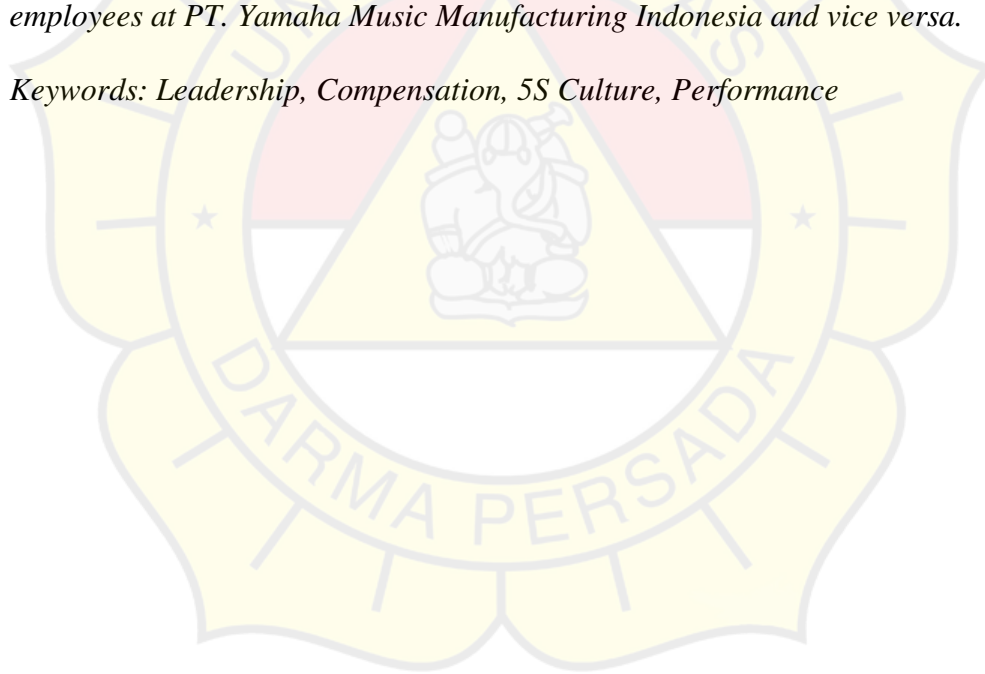 employees at PT. Yamaha Music Manufacturing Indonesia and vice versa.
Keywords: Leadership, Compensation, 5S Culture, Performance
DARMA PERSADA